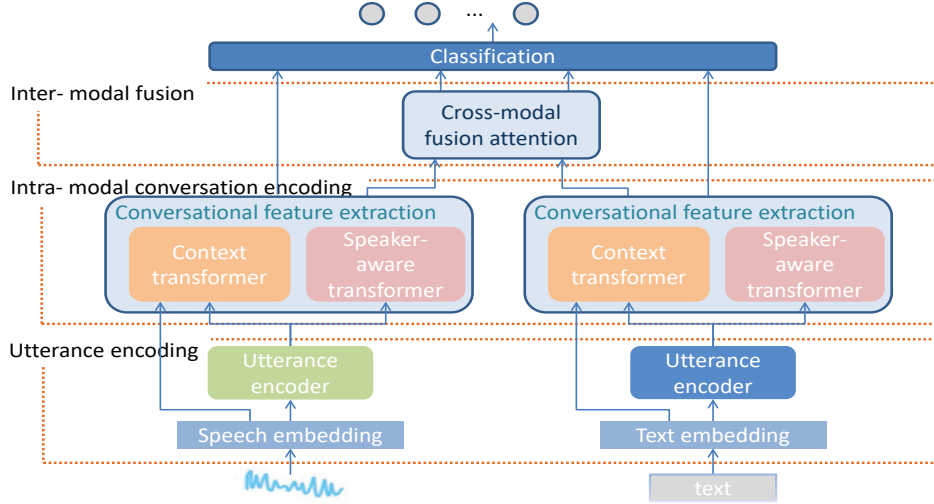 ...
Classification
Inter- modal fusion
Cross-modal
fusion attention
Intra- modal conversation encoding
Conversational feature extraction
Context
transformer
Speaker-
aware
transformer
Conversational feature extraction
Context
transformer
Speaker-
aware
transformer
Utterance encoding
Utterance
encoder
Utterance
encoder
Speech embedding
Text embedding
text